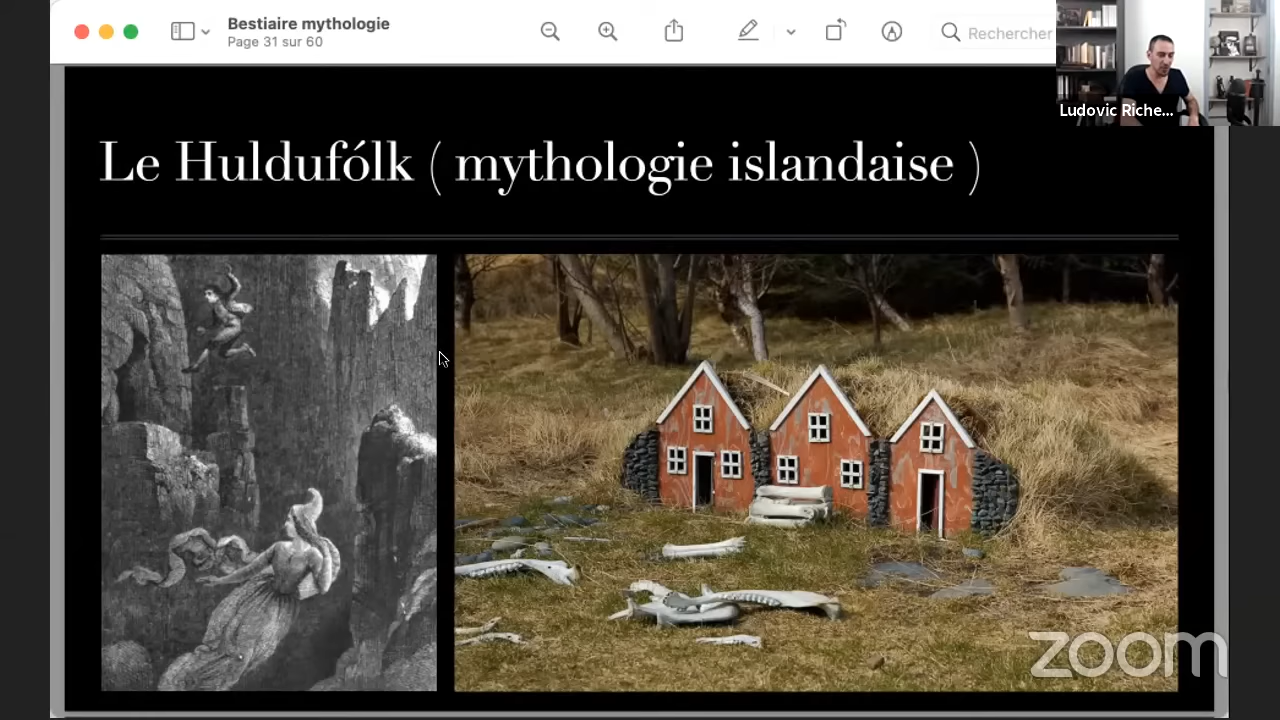 Bestiaire mythologie
Page 31 sur 60
Rechercher
Ludovic Riche...
Le Huldufólk ( mythologie islandaise )
zoom